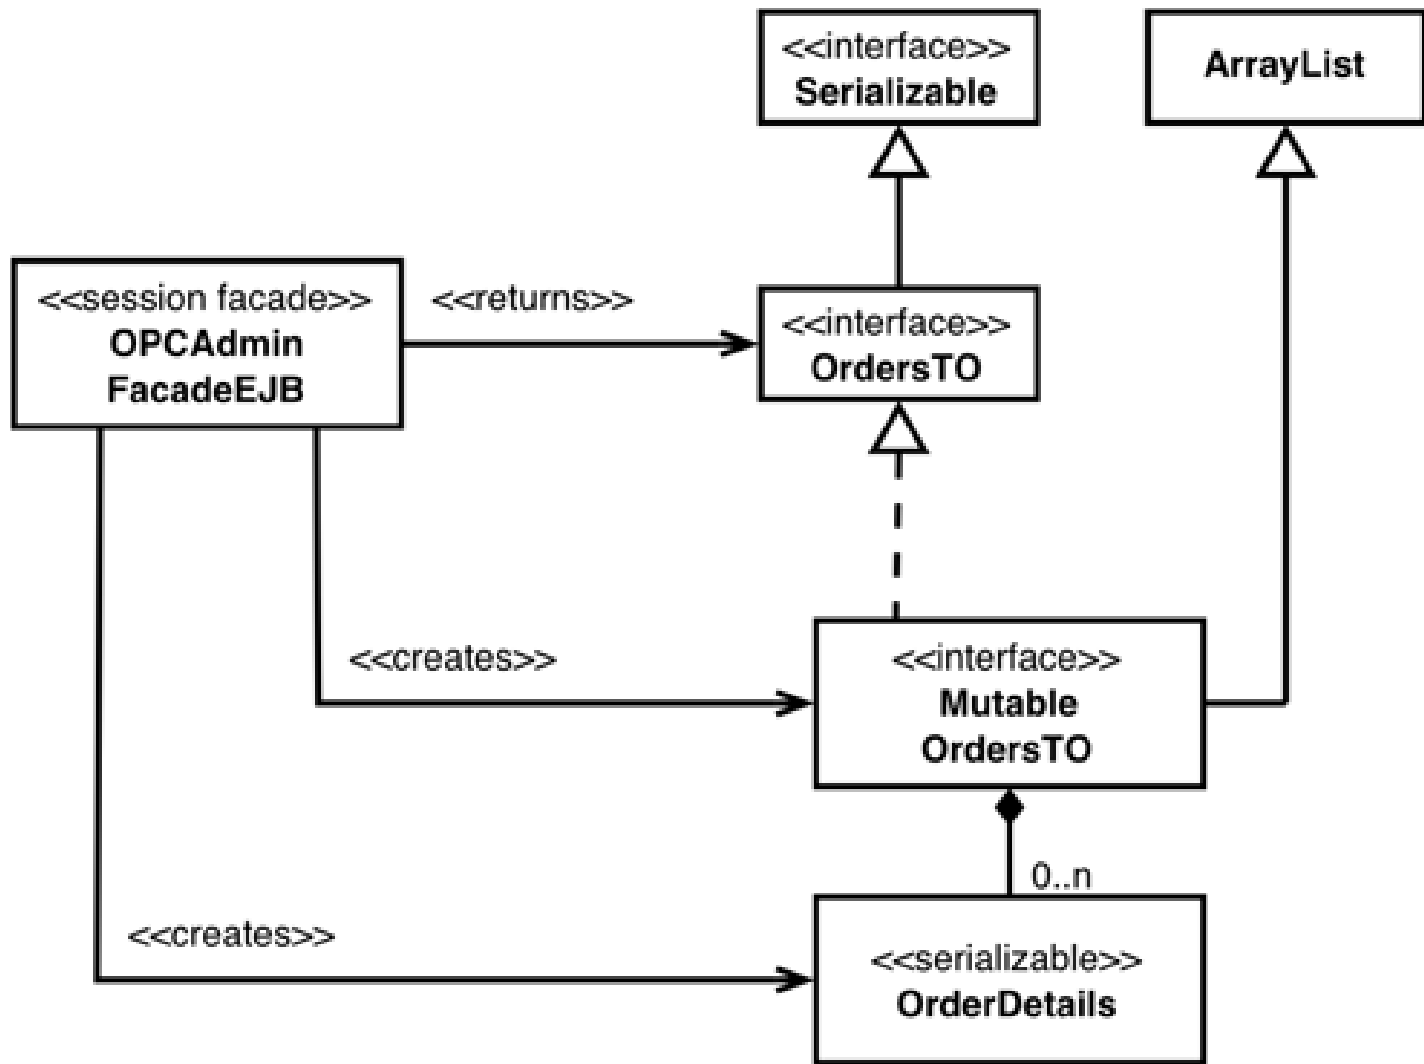 <<interface>>
Serializable
ArrayList
<<session facade>>
OPCAdmin
FacadeEJB
<<returns>>
<<interface>>
OrdersTO
<<creates>>
<<interface>>
Mutable
OrdersTO
0..n
<<creates>>
<<serializable>>
OrderDetails